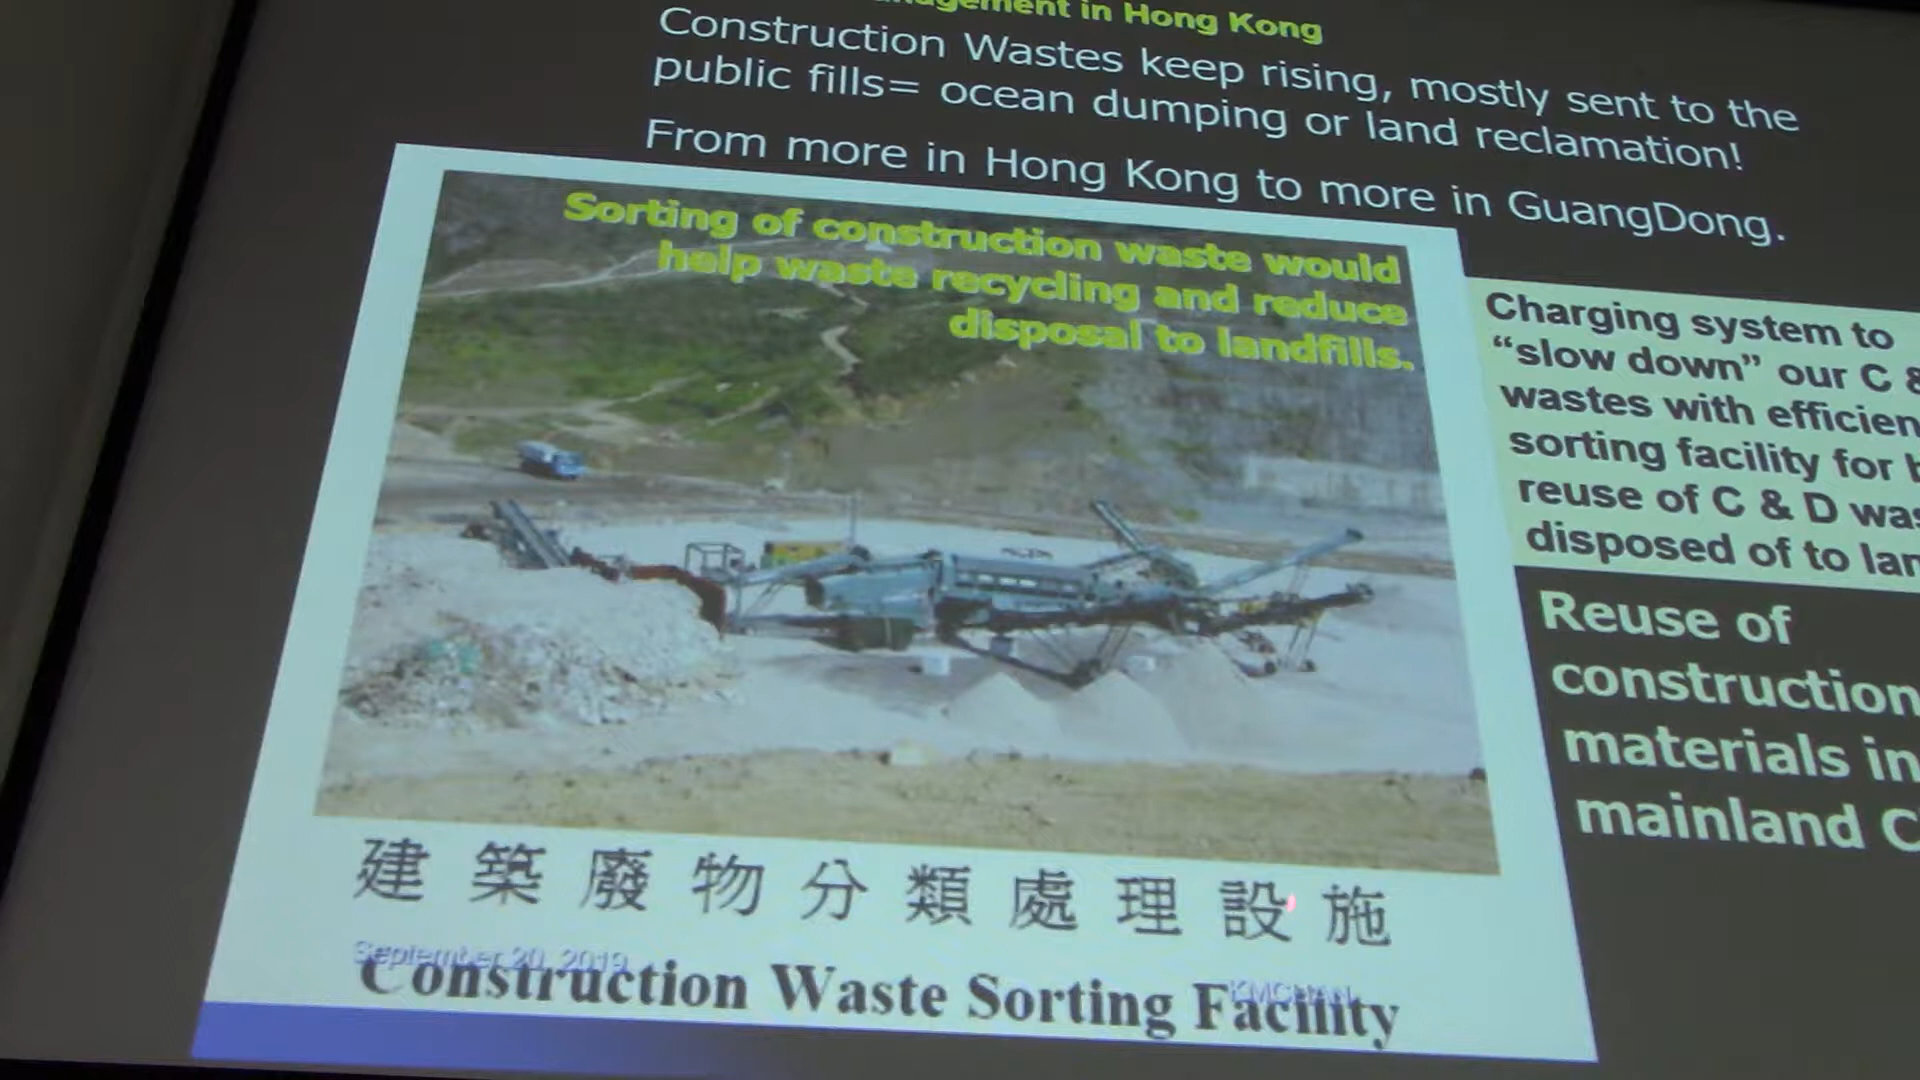 in Hong Kong
Construction Wastes keep rising, mostly sent to the
public fills= ocean dumping or land reclamation!
From more in Hong Kong to more in GuangDong.
Sorting of construction waste would
help waste recycling and reduce
disposal to landfills.
Charging system to
“slow down” our C &
wastes with
sorting facility for
reuse of C & D
disposed of to
Reuse of
construction
materials in
mainland
建築廢物分類處理設施
September 20, 2019
KMCHAN
Construction Waste Sorting Facility